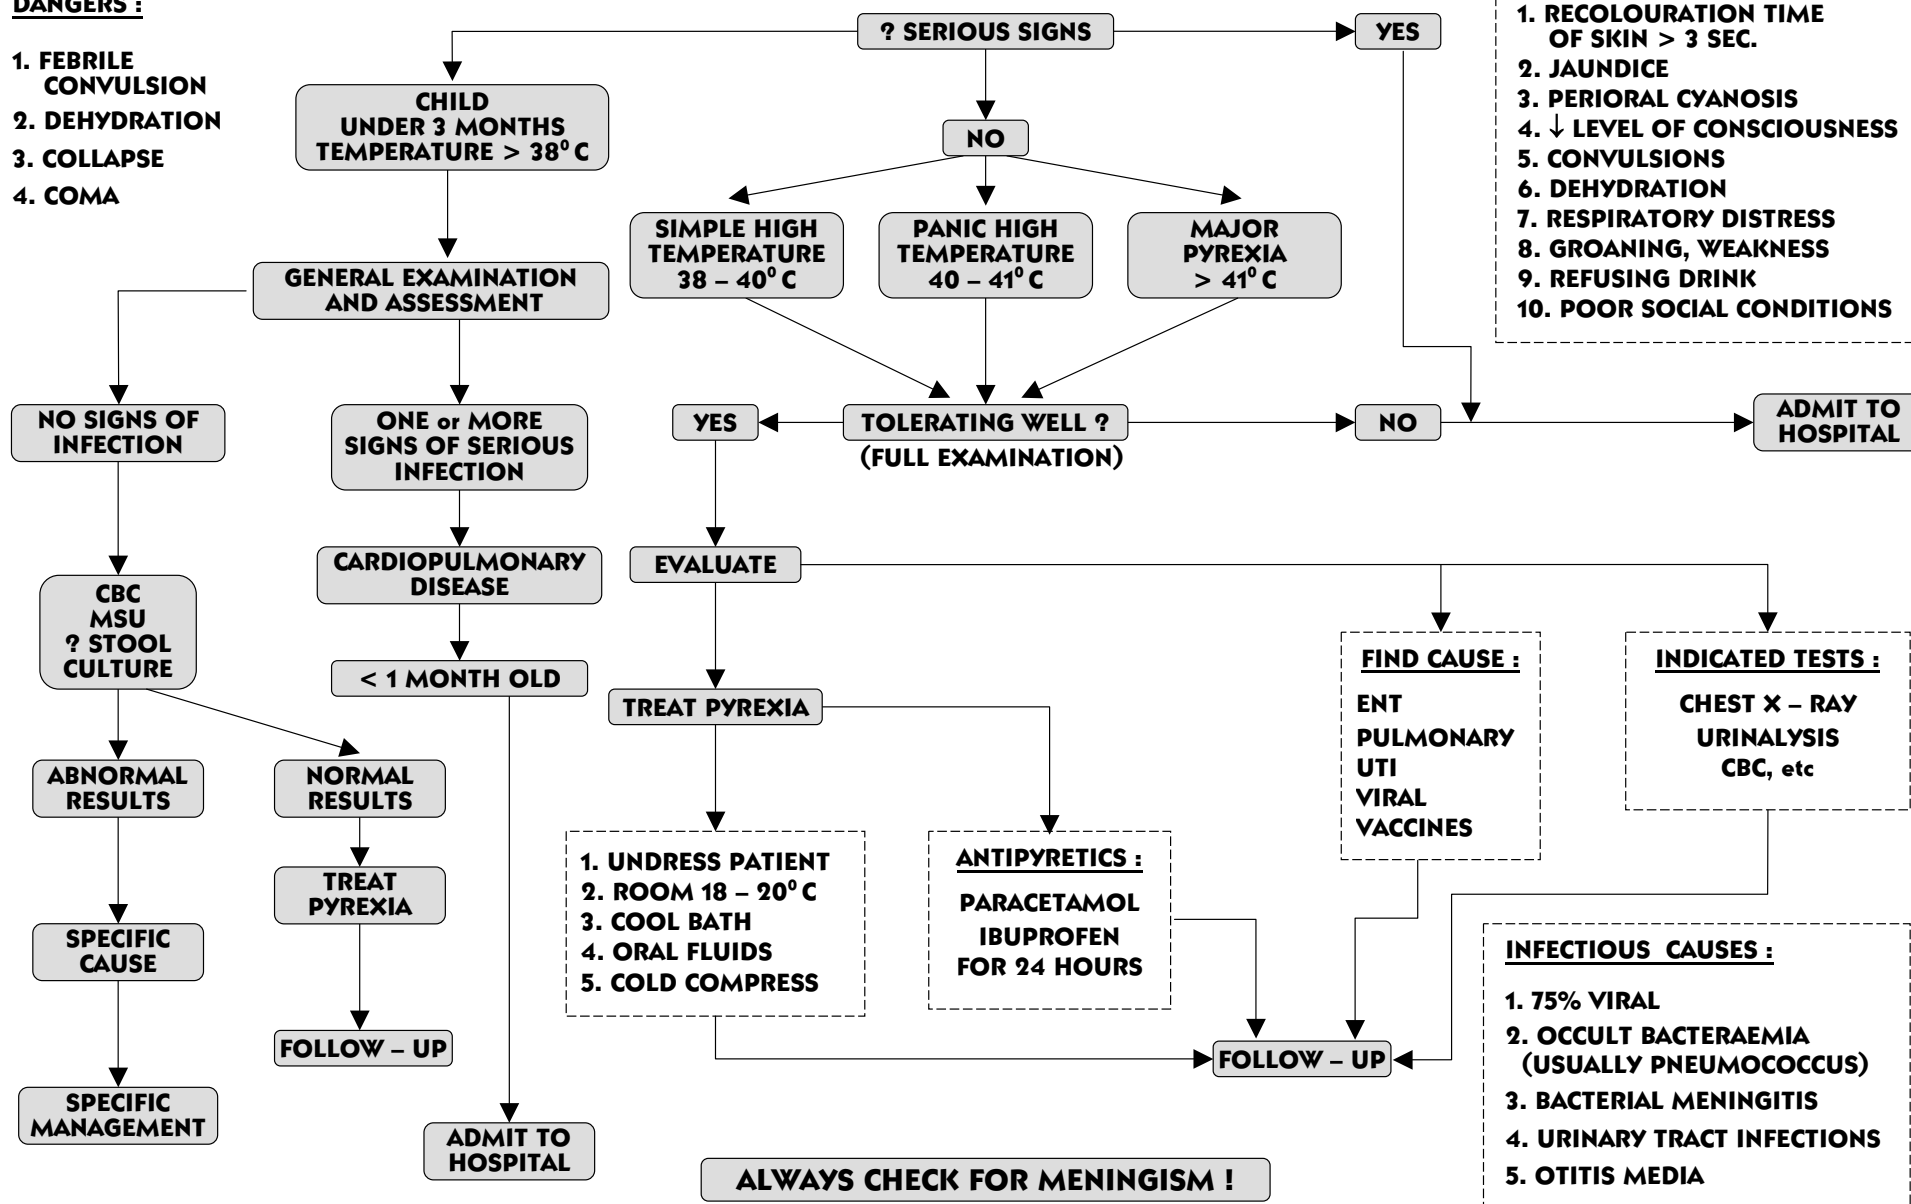 DANGERS :
1. FEBRILE
CONVULSION
2. DEHYDRATION
3. COLLAPSE
4. COMA
? SERIOUS SIGNS
YES
1. RECOLOURATION TIME
OF SKIN > 3 SEC.
2. JAUNDICE
3. PERIORAL CYANOSIS
4. ↓ LEVEL OF CONSCIOUSNESS
5. CONVULSIONS
6. DEHYDRATION
7. RESPIRATORY DISTRESS
8. GROANING, WEAKNESS
9. REFUSING DRINK
10. POOR SOCIAL CONDITIONS
CHILD
UNDER 3 MONTHS
TEMPERATURE > 38⁰ C
NO
SIMPLE HIGH
TEMPERATURE
38 – 40⁰ C
PANIC HIGH
TEMPERATURE
40 – 41⁰ C
MAJOR
PYREXIA
> 41⁰ C
GENERAL EXAMINATION
AND ASSESSMENT
NO SIGNS OF
INFECTION
ONE or MORE
SIGNS OF SERIOUS
INFECTION
YES
TOLERATING WELL ?
(FULL EXAMINATION)
NO
ADMIT TO
HOSPITAL
CARDIOPULMONARY
DISEASE
EVALUATE
CBC
MSU
? STOOL
CULTURE
< 1 MONTH OLD
TREAT PYREXIA
FIND CAUSE :
ENT
PULMONARY
UTI
VIRAL
VACCINES
INDICATED TESTS :
CHEST X – RAY
URINALYSIS
CBC, etc
ABNORMAL
RESULTS
NORMAL
RESULTS
TREAT
PYREXIA
1. UNDRESS PATIENT
2. ROOM 18 – 20⁰ C
3. COOL BATH
4. ORAL FLUIDS
5. COLD COMPRESS
ANTIPYRETICS :
PARACETAMOL
IBUPROFEN
FOR 24 HOURS
SPECIFIC
CAUSE
FOLLOW – UP
FOLLOW – UP
INFECTIOUS CAUSES :
1. 75% VIRAL
2. OCCULT BACTERAEMIA
(USUALLY PNEUMOCOCCUS)
3. BACTERIAL MENINGITIS
4. URINARY TRACT INFECTIONS
5. OTITIS MEDIA
SPECIFIC
MANAGEMENT
ADMIT TO
HOSPITAL
ALWAYS CHECK FOR MENINGISM !